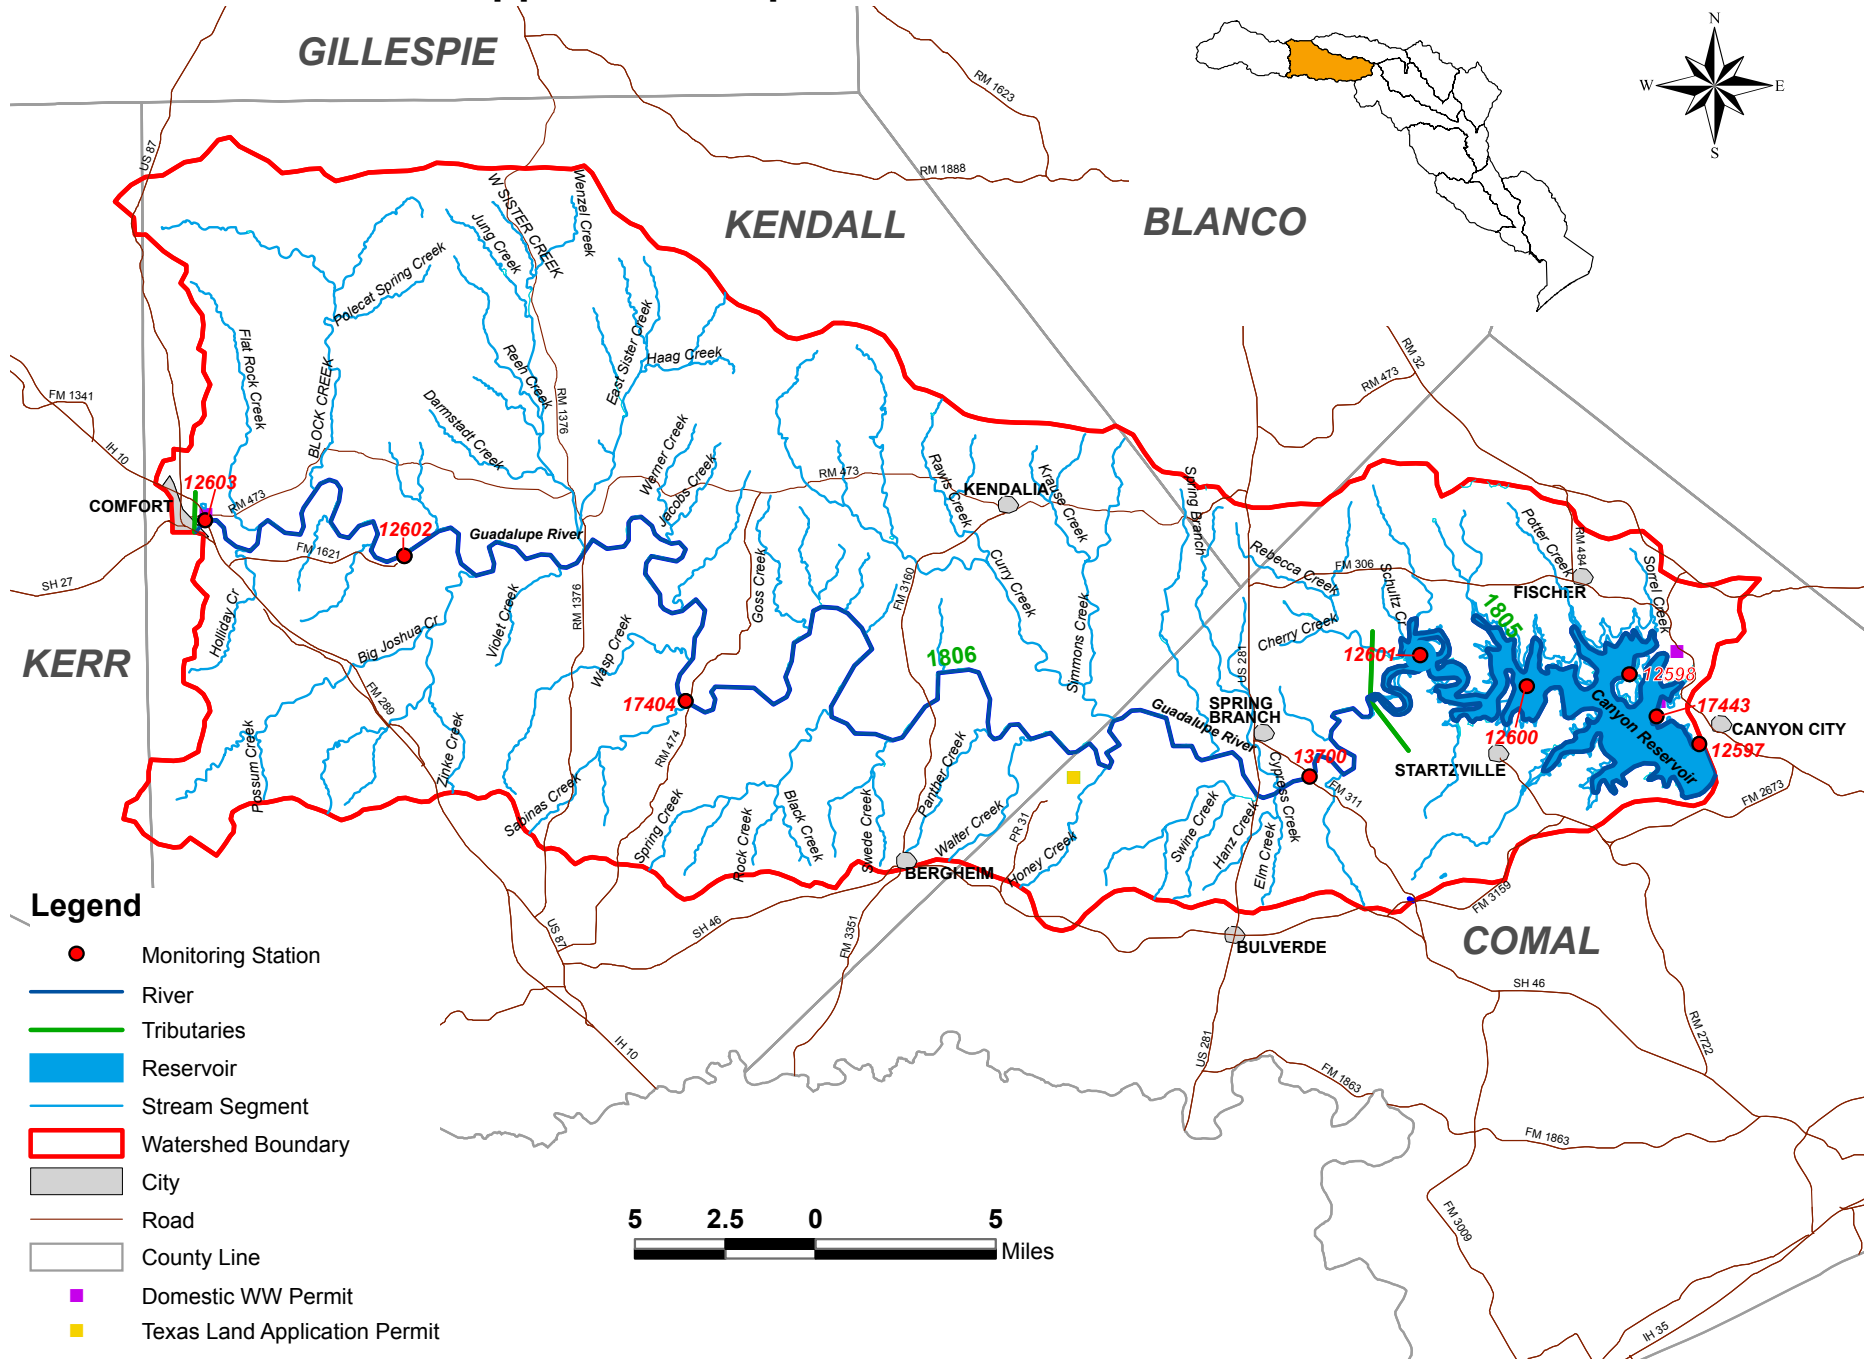 GILLESPIE
KENDALL
BLANCO
KERR
COMAL
N
W
E
S
US 87
RM 1623
RM 1888
W SISTER CREEK
Wenzel Creek
Jung Creek
Polecat Spring Creek
Flat Rock Creek
BLOCK CREEK
Reeh Creek
East Sister Creek
Haag Creek
RM 1376
Darmstadt Creek
Werner Creek
Jacobs Creek
FM 1341
IH 10
RM 473
RM 32
RM 473
COMFORT
12603
RM 473
12602
FM 1621
Guadalupe River
SH 27
Rawls Creek
KENDALIA
Krause Creek
Spring Branch
Curry Creek
FM 3160
Goss Creek
Simmons Creek
Rebecca Creek
FM 306
Schultz Cr
Potter Creek
RM 484
FISCHER
Sorrel Creek
1805
Cherry Creek
12601
12598
17443
CANYON CITY
12597
12600
Canyon Reservoir
STARTZVILLE
FM 2673
Holliday Cr
Big Joshua Cr
Violet Creek
RM 1376
Wasp Creek
17404
RM 474
1806
US 281
SPRING
BRANCH
Guadalupe River
13700
FM 311
Cypress Creek
FM 289
Possum Creek
Zinke Creek
Sabinas Creek
Spring Creek
Rock Creek
Black Creek
Swede Creek
Panther Creek
Walter Creek
PR 31
Honey Creek
Swine Creek
Hanz Creek
Elm Creek
BERGHEIM
BULVERDE
FM 3159
SH 46
FM 3351
US 87
IH 10
SH 46
US 281
FM 1863
FM 1863
RM 2722
FM 3009
IH 35
Legend
Monitoring Station
River
Tributaries
Reservoir
Stream Segment
Watershed Boundary
City
Road
County Line
Domestic WW Permit
Texas Land Application Permit
5 2.5 0 5
Miles